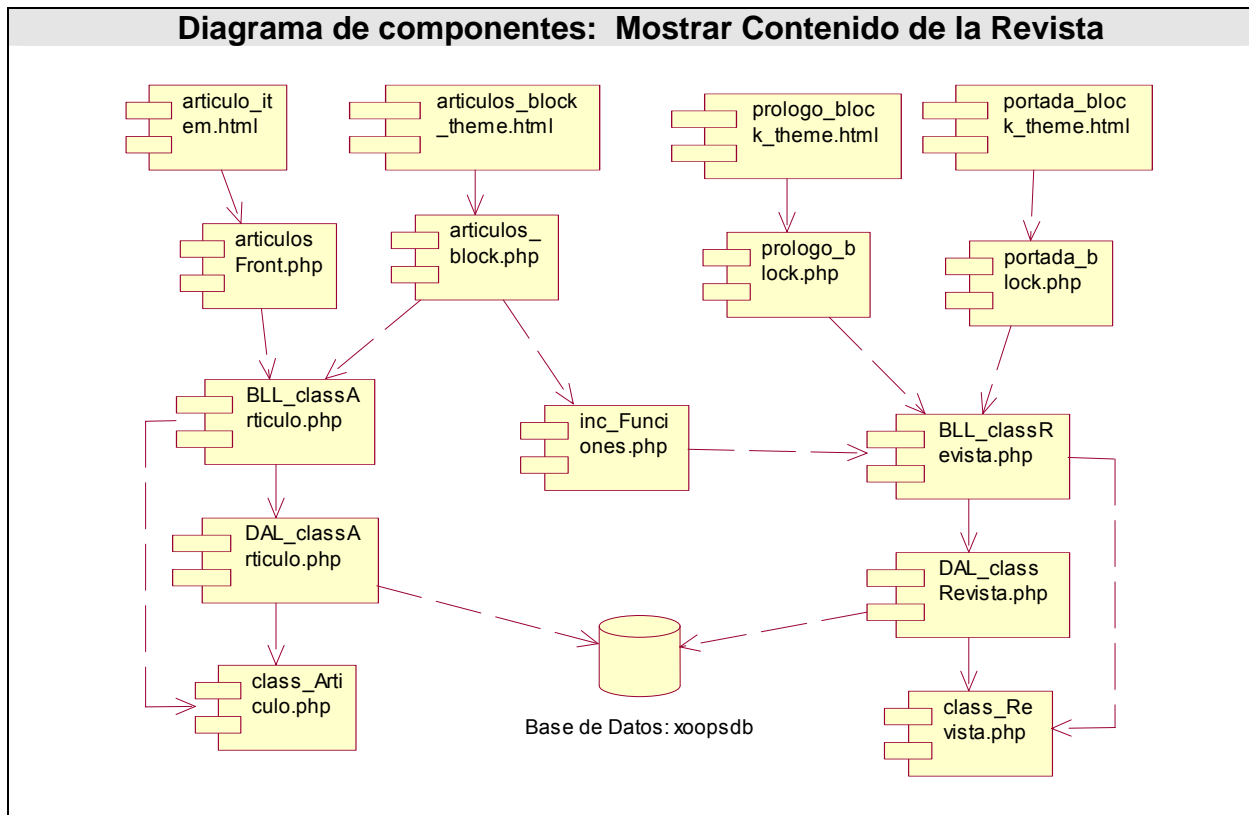 Diagrama de componentes:  Mostrar Contenido de la Revista
articulo_it
em.html
articulos_block
_theme.html
prologo_bloc
k_theme.html
portada_bloc
k_theme.html
articulos
Front.php
articulos_
block.php
prologo_b
lock.php
portada_b
lock.php
BLL_classA
rticulo.php
inc_Funci
ones.php
BLL_classR
evista.php
DAL_classA
rticulo.php
DAL_class
Revista.php
class_Arti
culo.php
Base de Datos: xoopsdb
class_Re
vista.php